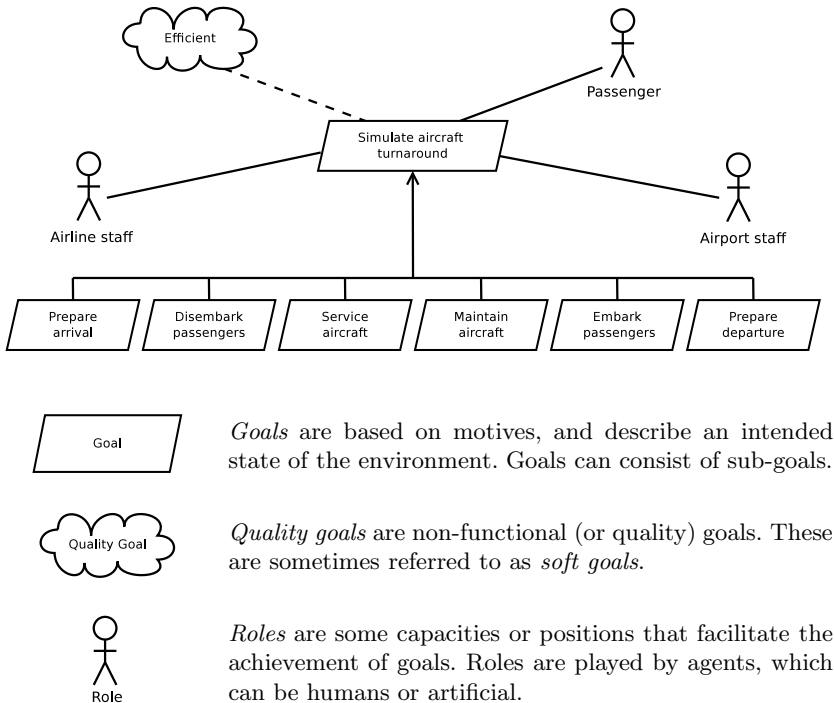 Efficient
Passenger
Simulate aircraft
turnaround
Airline staff
Airport staff
Prepare
arrival
Disembark
passengers
Service
aircraft
Maintain
aircraft
Embark
passengers
Prepare
departure
Goal
Goals are based on motives, and describe an intended
state of the environment. Goals can consist of sub-goals.
Quality Goal
Quality goals are non-functional (or quality) goals. These
are sometimes referred to as soft goals.
Role
Roles are some capacities or positions that facilitate the
achievement of goals. Roles are played by agents, which
can be humans or artificial.